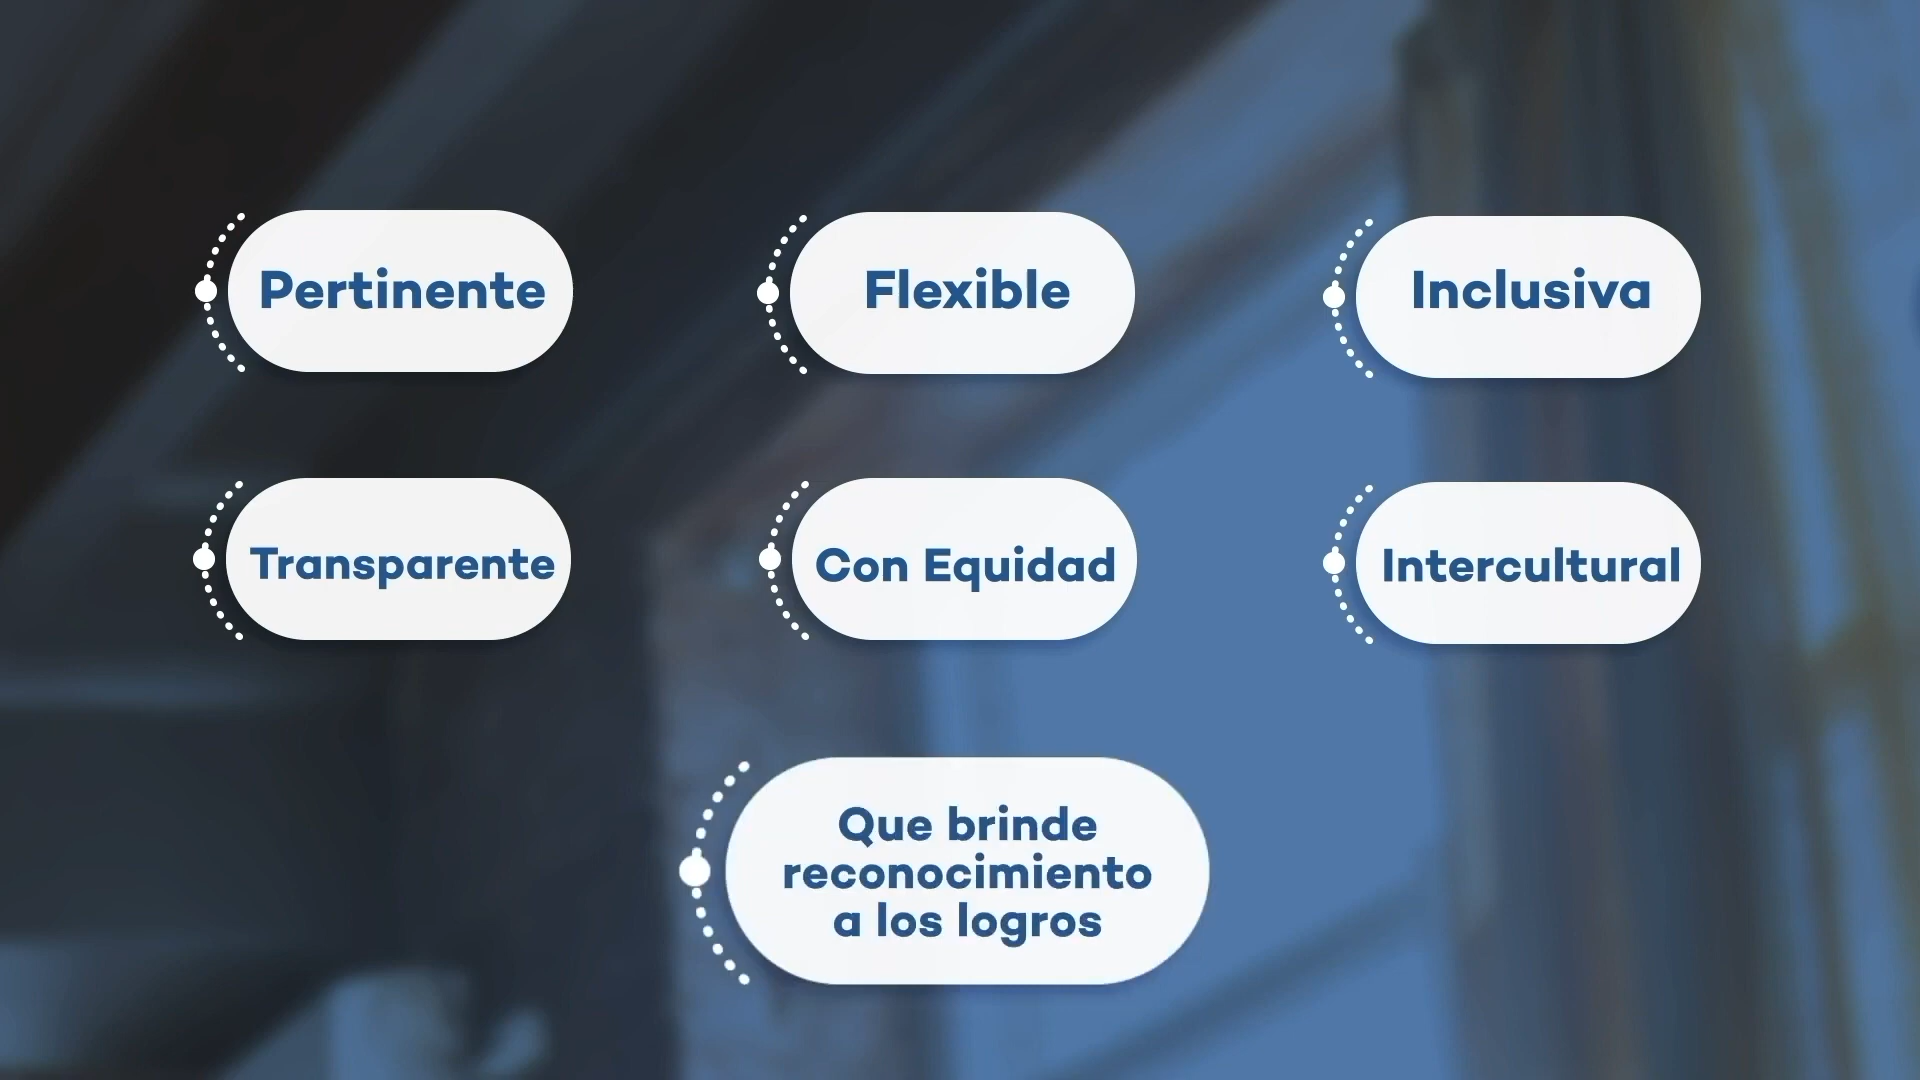 Pertinente
Flexible
Inclusiva
Transparente
Con Equidad
Intercultural
Que brinde
reconocimiento
a los logros